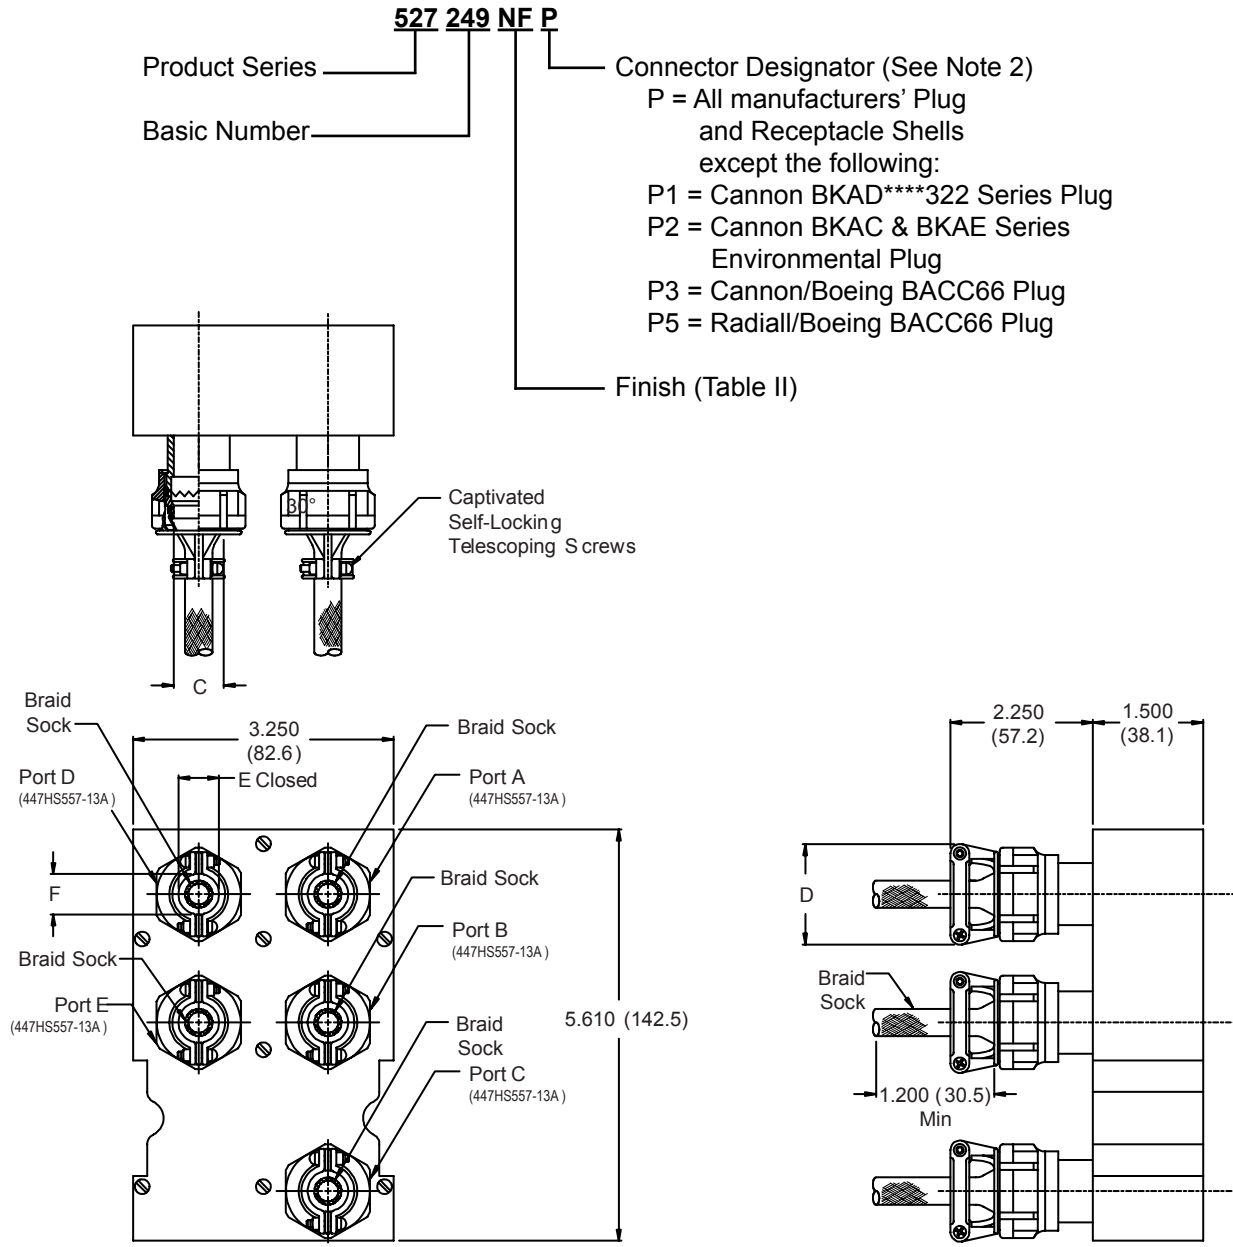 527 249 NF P
Product Series
Basic Number
Connector Designator (See Note 2)
P = All manufacturers' Plug
and Receptacle Shells
except the following:
P1 = Cannon BKAD****322 Series Plug
P2 = Cannon BKAC & BKAE Series
Environmental Plug
P3 = Cannon/Boeing BACC66 Plug
P5 = Radiall/Boeing BACC66 Plug
Finish (Table II)
30°
Captivated
Self-Locking
Telescoping Screws
C
Braid
Sock
3.250
(82.6)
E Closed
Braid Sock
Port D
(447HS557-13A)
Port A
(447HS557-13A)
F
Braid Sock
Port B
(447HS557-13A)
Braid Sock
Port E
(447HS557-13A)
Braid
Sock
Port C
(447HS557-13A)
5.610 (142.5)
2.250
(57.2)
1.500
(38.1)
D
Braid
Sock
1.200 (30.5)
Min